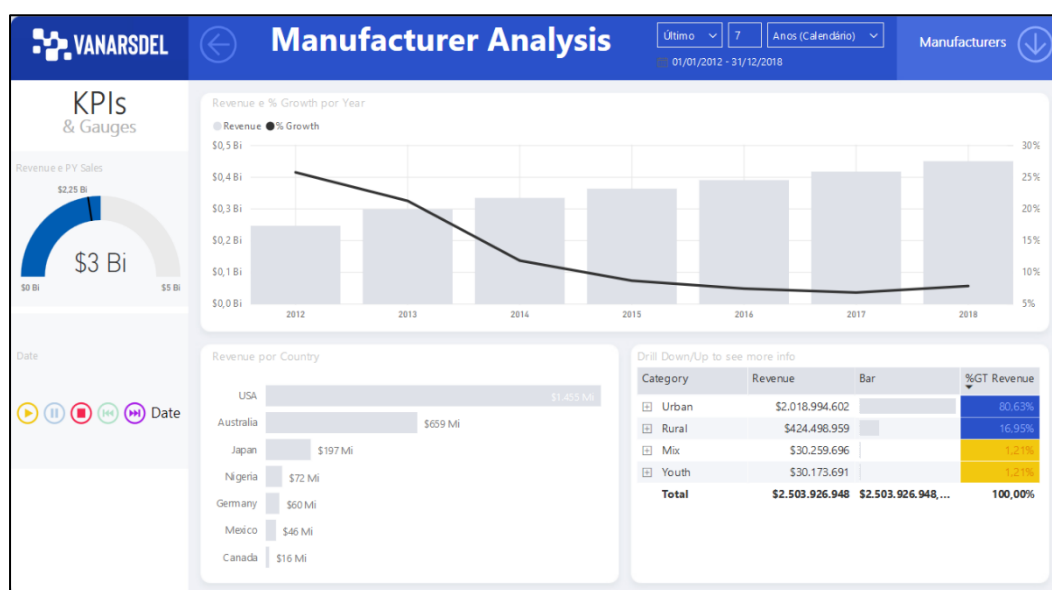 VANARSDEL
Manufacturer Analysis
Último 7 Anos (Calendário)
01/01/2012 - 31/12/2018
Manufacturers
KPIs
& Gauges
Revenue e PY Sales
$2.25 Bi
$3 Bi
$0 Bi $5 Bi
Date
Date
Revenue e % Growth por Year
Revenue % Growth
$0,5 Bi 30%
$0,4 Bi 25%
$0,3 Bi 20%
$0,2 Bi 15%
$0,1 Bi 10%
$0,0 Bi 5%
2012 2013 2014 2015 2016 2017 2018
Revenue por Country
USA $1.455 Mi
Australia $659 Mi
Japan $197 Mi
Nigeria $72 Mi
Germany $60 Mi
Mexico $46 Mi
Canada $16 Mi
Drill Down/Up to see more info
Category Revenue Bar %GT Revenue
Urban $2.018.994.602 80,63%
Rural $424.498.959 16,95%
Mix $30.259.696 1,21%
Youth $30.173.691 1,21%
Total $2.503.926.948 $2.503.926.948,... 100,00%